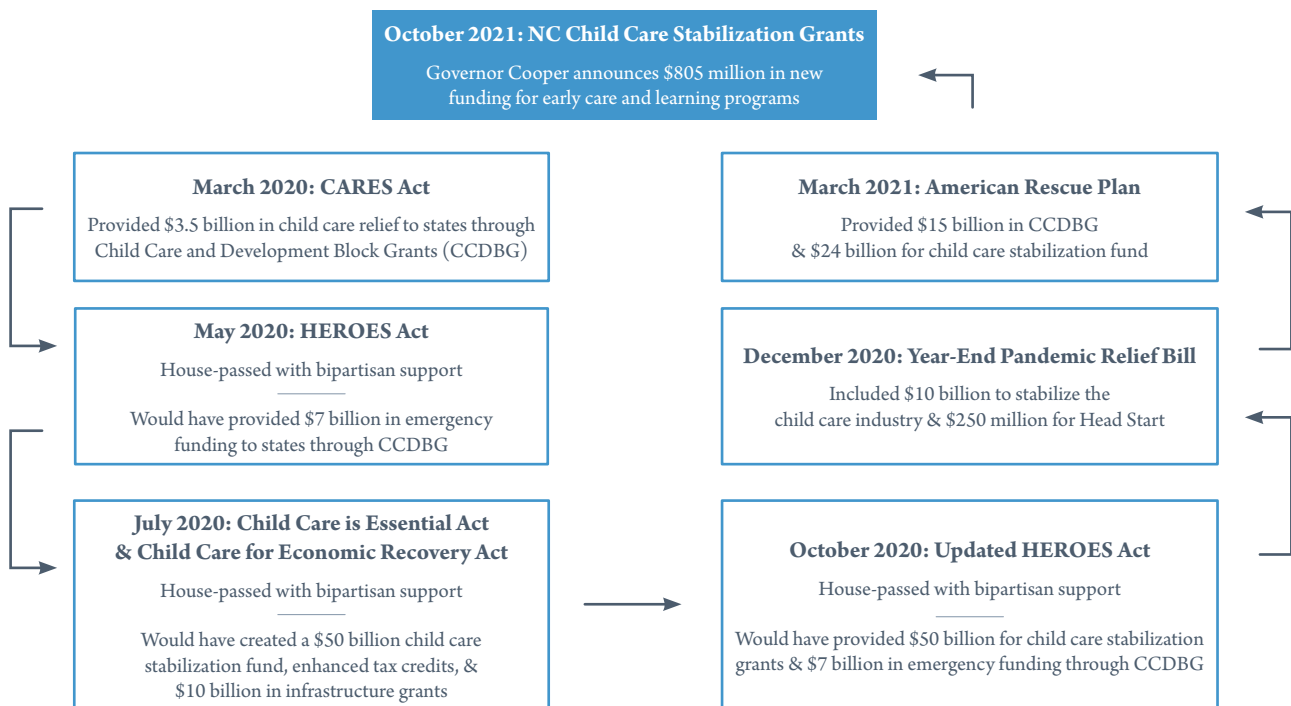 October 2021: NC Child Care Stabilization Grants
Governor Cooper announces $805 million in new
funding for early care and learning programs
March 2020: CARES Act
Provided $3.5 billion in child care relief to states through
Child Care and Development Block Grants (CCDBG)
May 2020: HEROES Act
House-passed with bipartisan support
Would have provided $7 billion in emergency
funding to states through CCDBG
July 2020: Child Care is Essential Act
& Child Care for Economic Recovery Act
House-passed with bipartisan support
Would have created a $50 billion child care
stabilization fund, enhanced tax credits, &
$10 billion in infrastructure grants
October 2020: Updated HEROES Act
House-passed with bipartisan support
Would have provided $50 billion for child care stabilization
grants & $7 billion in emergency funding through CCDBG
December 2020: Year-End Pandemic Relief Bill
Included $10 billion to stabilize the
child care industry & $250 million for Head Start
March 2021: American Rescue Plan
Provided $15 billion in CCDBG
& $24 billion for child care stabilization fund